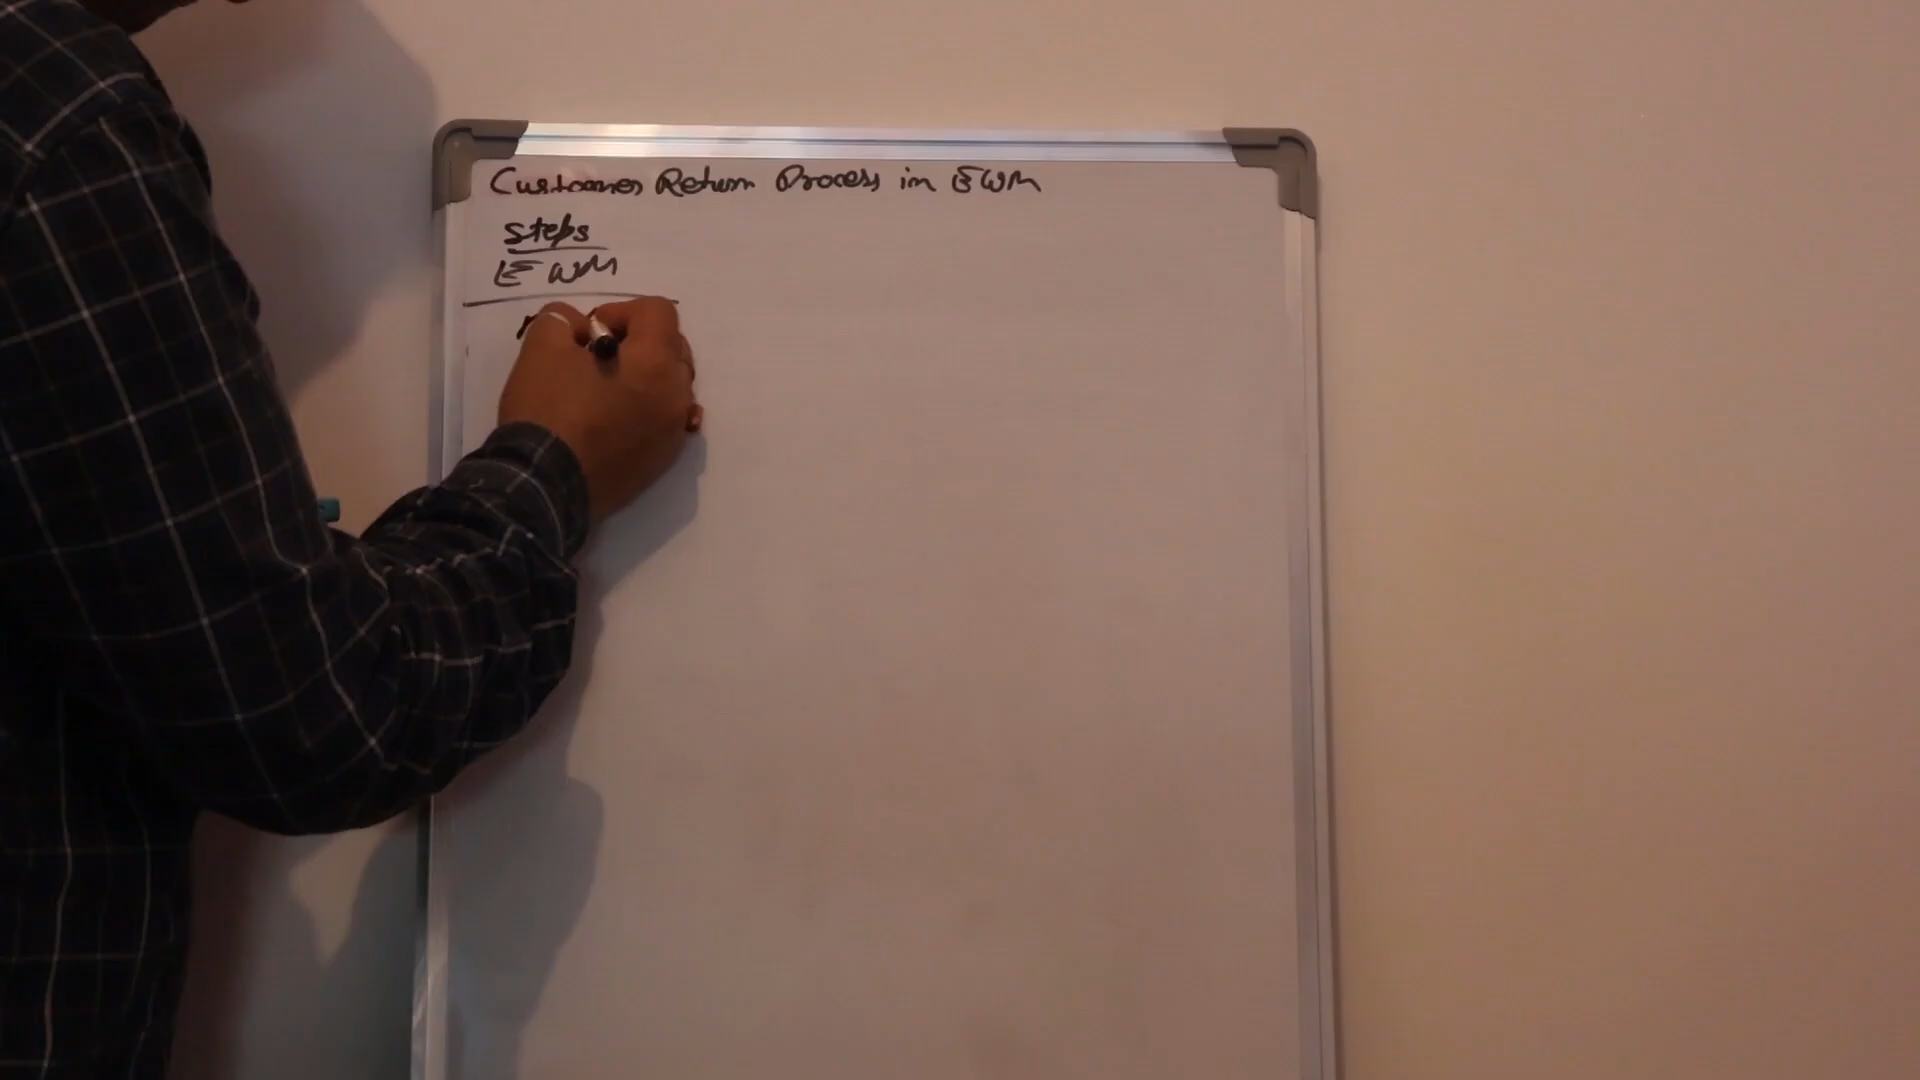 Customer Return Process in EWM
Steps
EWM